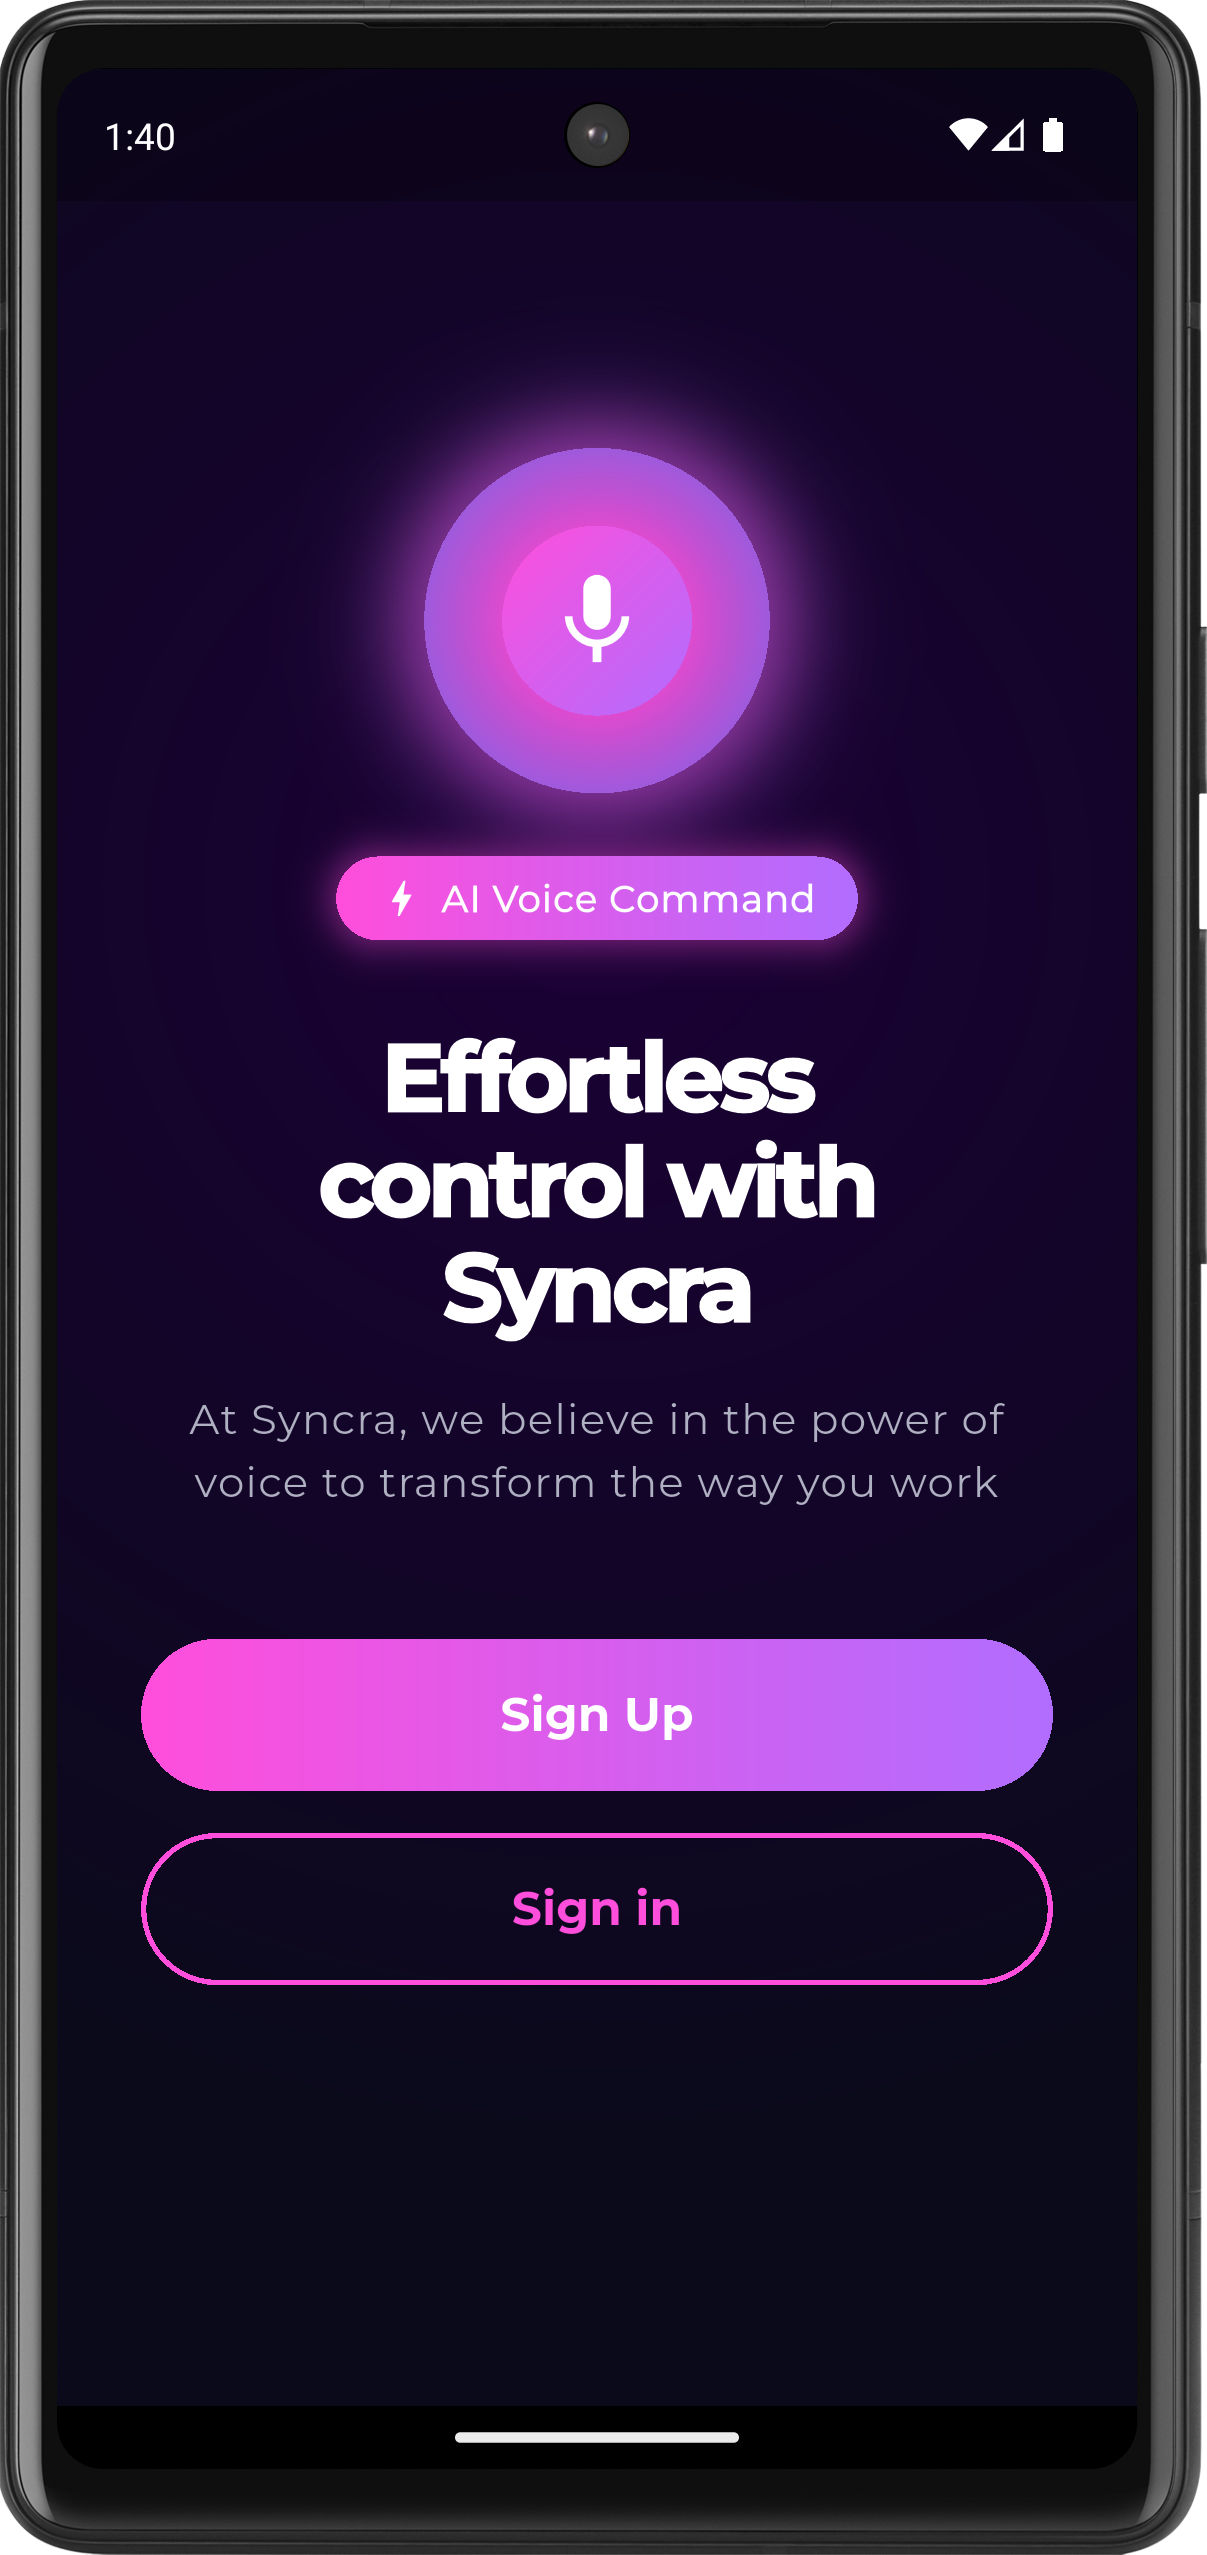 1:40
AI Voice Command
Effortless
control with
Syncra
At Syncra, we believe in the power of
voice to transform the way you work
Sign Up
Sign in